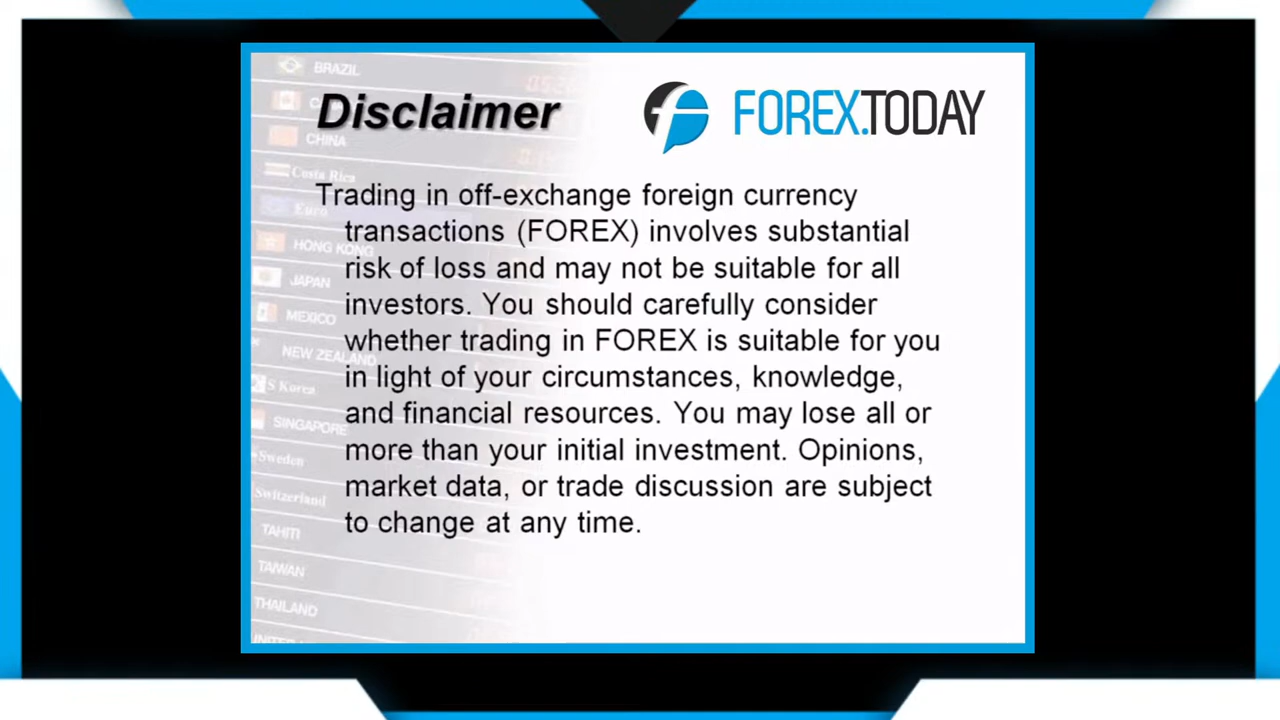 Disclaimer
FOREX.TODAY
Trading in off-exchange foreign currency
transactions (FOREX) involves substantial
risk of loss and may not be suitable for all
investors. You should carefully consider
whether trading in FOREX is suitable for you
in light of your circumstances, knowledge,
and financial resources. You may lose all or
more than your initial investment. Opinions,
market data, or trade discussion are subject
to change at any time.
BRAZIL
CHINA
Costa Rica
Euro
HONG KONG
JAPAN
MEXICO
NEW ZEALAND
S Korea
SINGAPORE
Sweden
Switzerland
TAHITI
TAIWAN
THAILAND